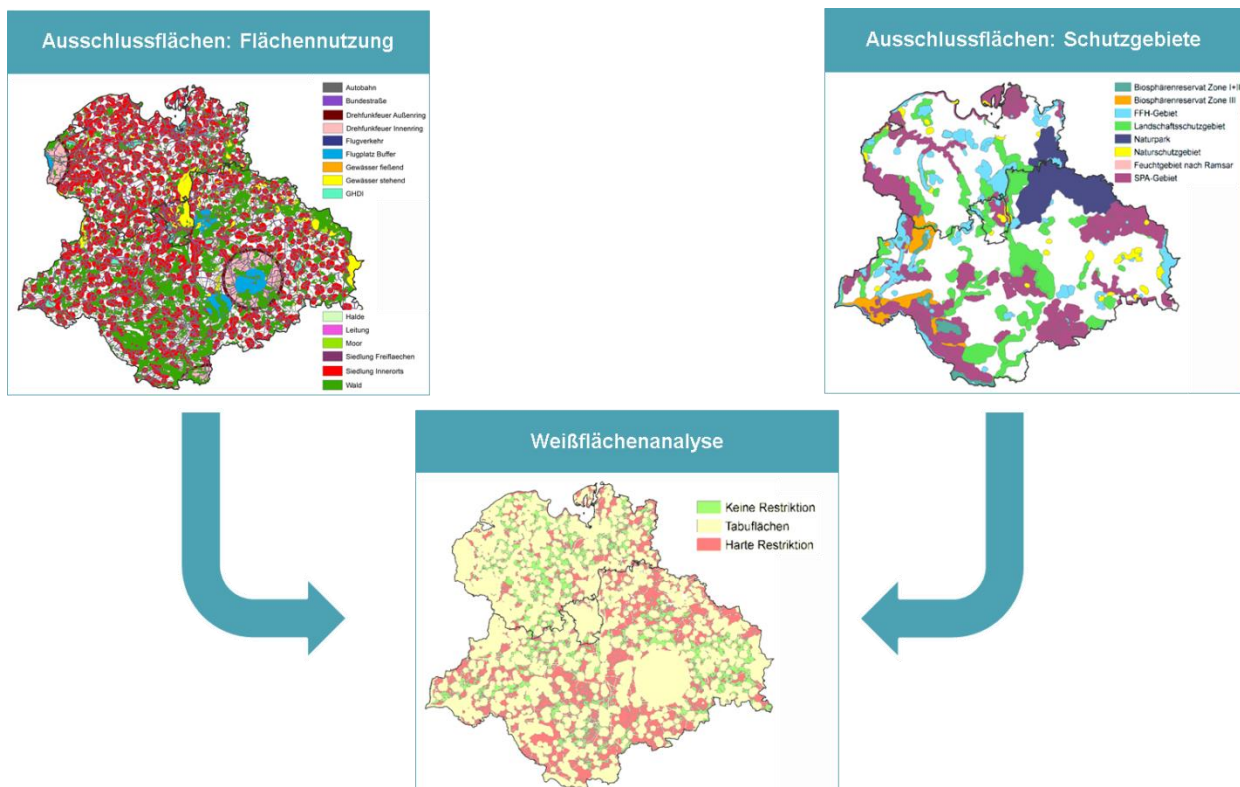 Ausschlussflächen: Flächennutzung
Autobahn
Bundestraße
Drehfunkfeuer Außenring
Drehfunkfeuer Innenring
Flugverkehr
Flugplatz Buffer
Gewässer fießend
Gewässer stehend
GHDI
Halde
Leitung
Moor
Siedlung Freiflaechen
Siedlung Innerorts
Wald
Ausschlussflächen: Schutzgebiete
Biosphärenreservat Zone I+II
Biosphärenreservat Zone III
FFH-Gebiet
Landschaftsschutzgebiet
Naturpark
Naturschutzgebiet
Feuchtgebiet nach Ramsar
SPA-Gebiet
Weißflächenanalyse
Keine Restriktion
Tabuflächen
Harte Restriktion